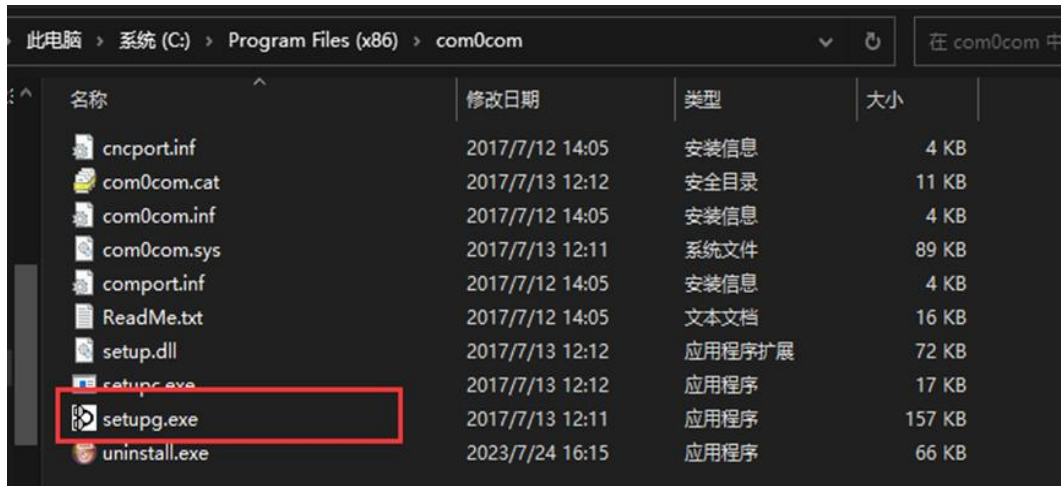 此电脑 > 系统 (C:) > Program Files (x86) > com0com 在 com0com 中
名称 修改日期 类型 大小
cncport.inf 2017/7/12 14:05 安装信息 4 KB
com0com.cat 2017/7/13 12:12 安全目录 11 KB
com0com.inf 2017/7/12 14:05 安装信息 4 KB
com0com.sys 2017/7/13 12:11 系统文件 89 KB
comport.inf 2017/7/12 14:05 安装信息 4 KB
ReadMe.txt 2017/7/12 14:05 文本文档 16 KB
setup.dll 2017/7/13 12:12 应用程序扩展 72 KB
setupc.exe 2017/7/13 12:12 应用程序 17 KB
setupg.exe 2017/7/13 12:11 应用程序 157 KB
uninstall.exe 2023/7/24 16:15 应用程序 66 KB